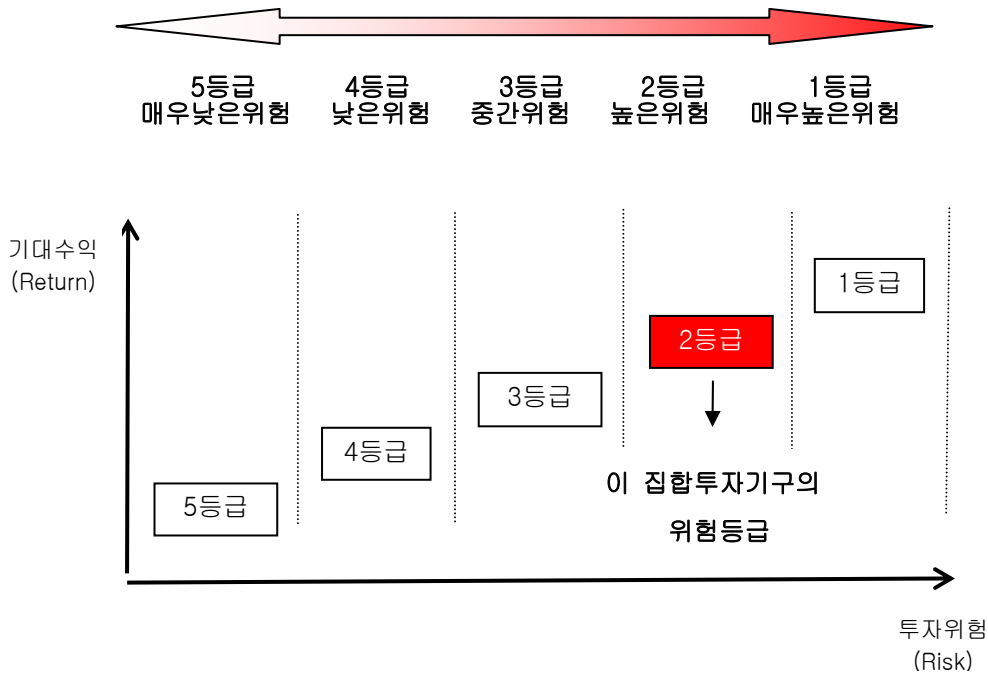 5등급
매우낮은위험
4등급
낮은위험
3등급
중간위험
2등급
높은위험
1등급
매우높은위험
기대수익
(Return)
1등급
2등급
3등급
4등급
5등급
이 집합투자기구의
위험등급
투자위험
(Risk)